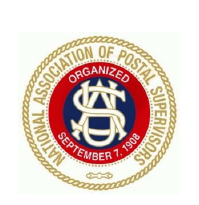 NATIONAL ASSOCIATION OF POSTAL SUPERVISORS
ORGANIZED
SEPTEMBER 7, 1908